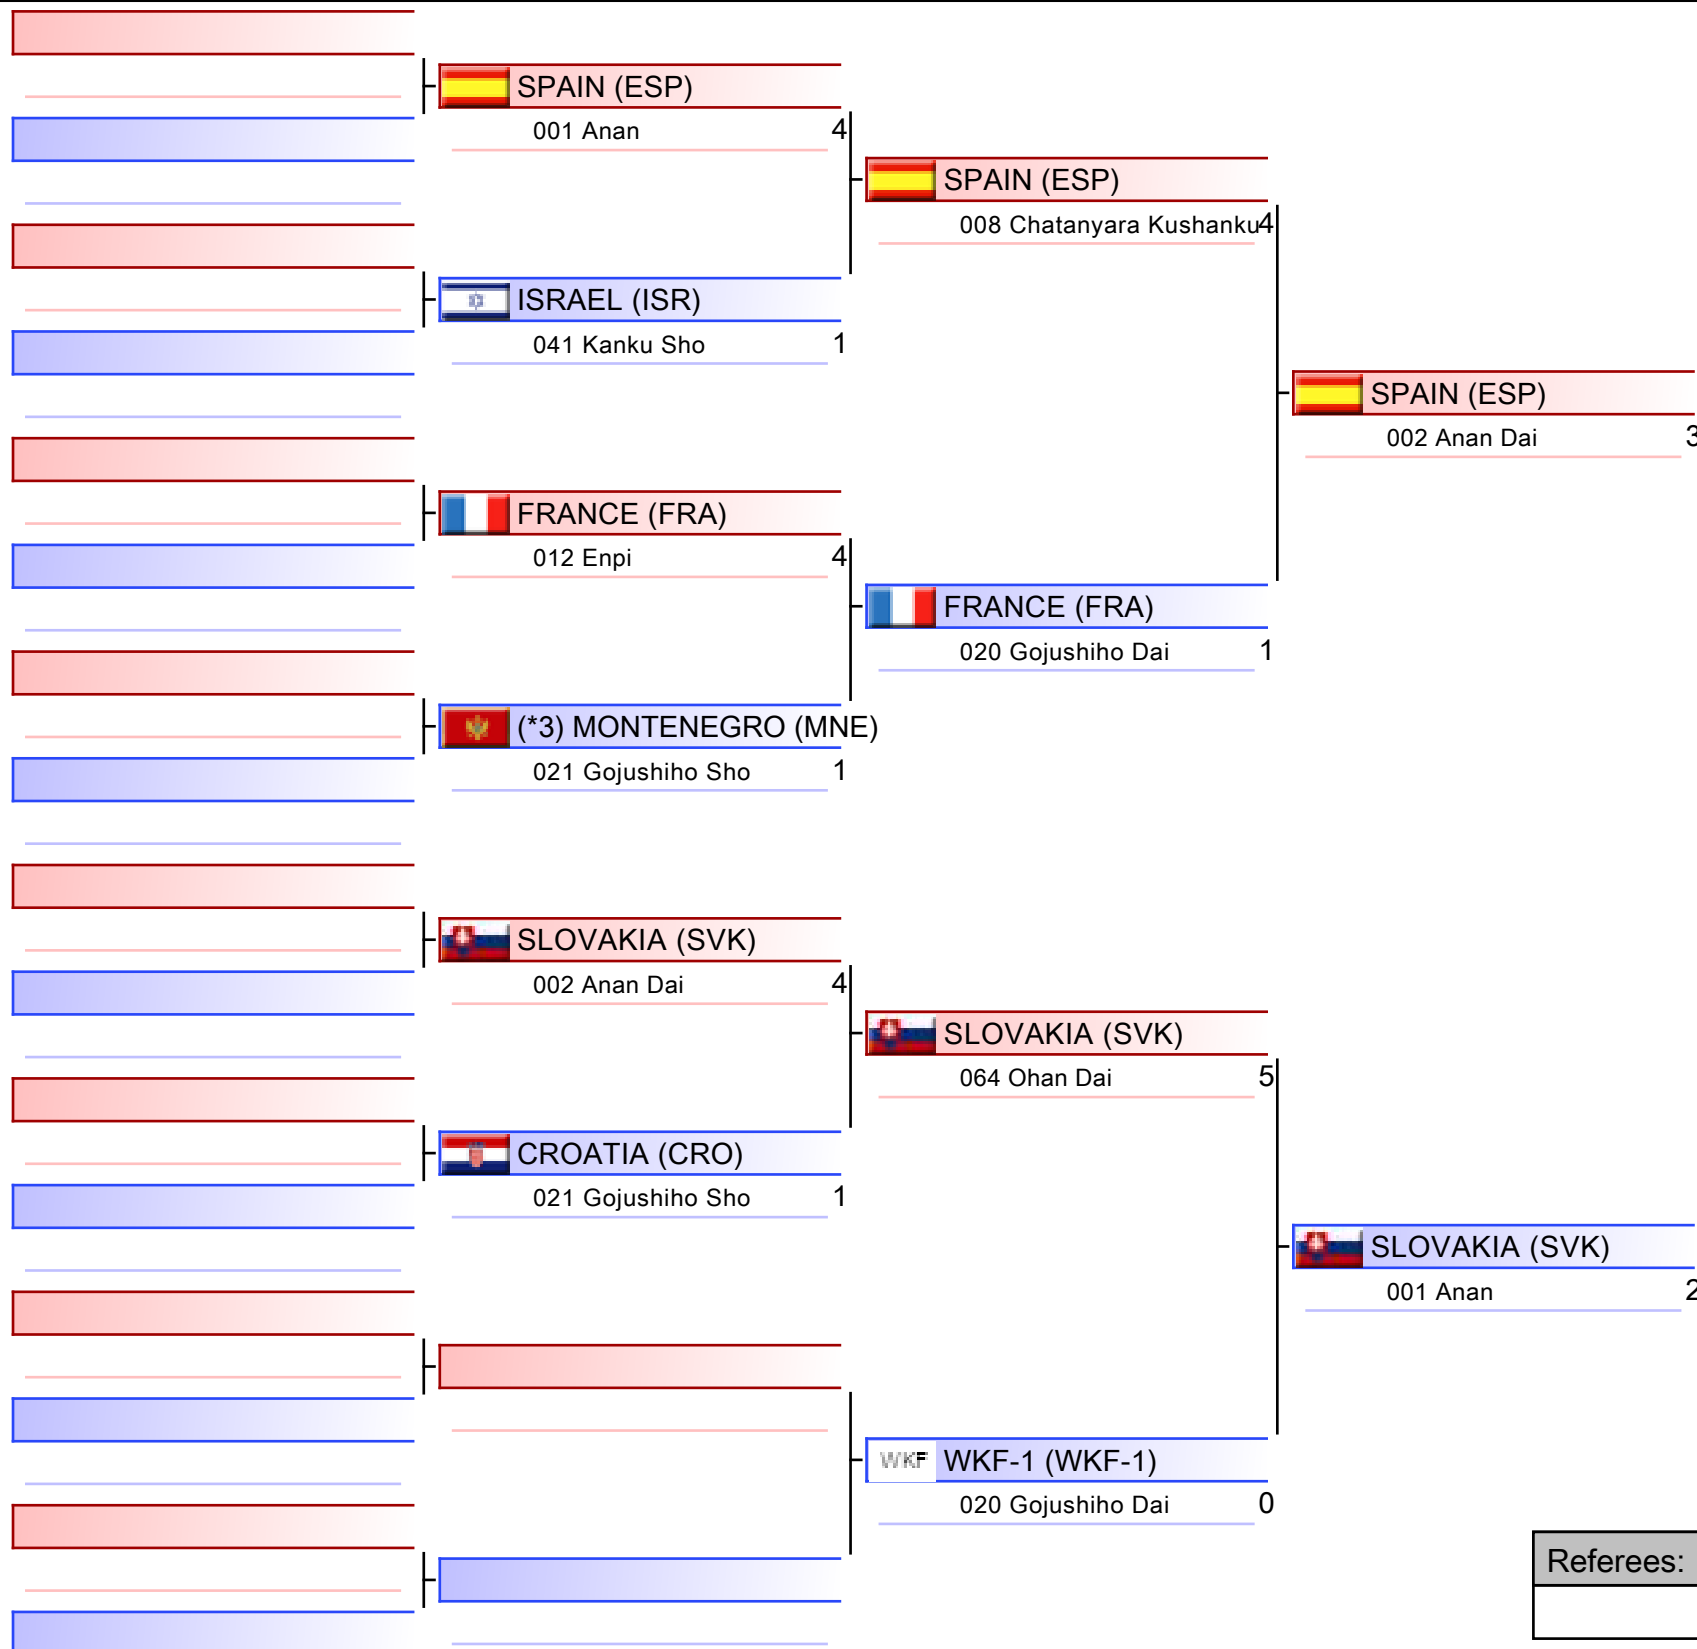 SPAIN (ESP)
001 Anan 4
ISRAEL (ISR)
041 Kanku Sho 1
FRANCE (FRA)
012 Enpi 4
(*3) MONTENEGRO (MNE)
021 Gojushiho Sho 1
SLOVAKIA (SVK)
002 Anan Dai 4
CROATIA (CRO)
021 Gojushiho Sho 1
SPAIN (ESP)
008 Chatanyara Kushanku 4
FRANCE (FRA)
020 Gojushiho Dai 1
SLOVAKIA (SVK)
064 Ohan Dai 5
WKF WKF-1 (WKF-1)
020 Gojushiho Dai 0
SPAIN (ESP)
002 Anan Dai 3
SLOVAKIA (SVK)
001 Anan 2
Referees: